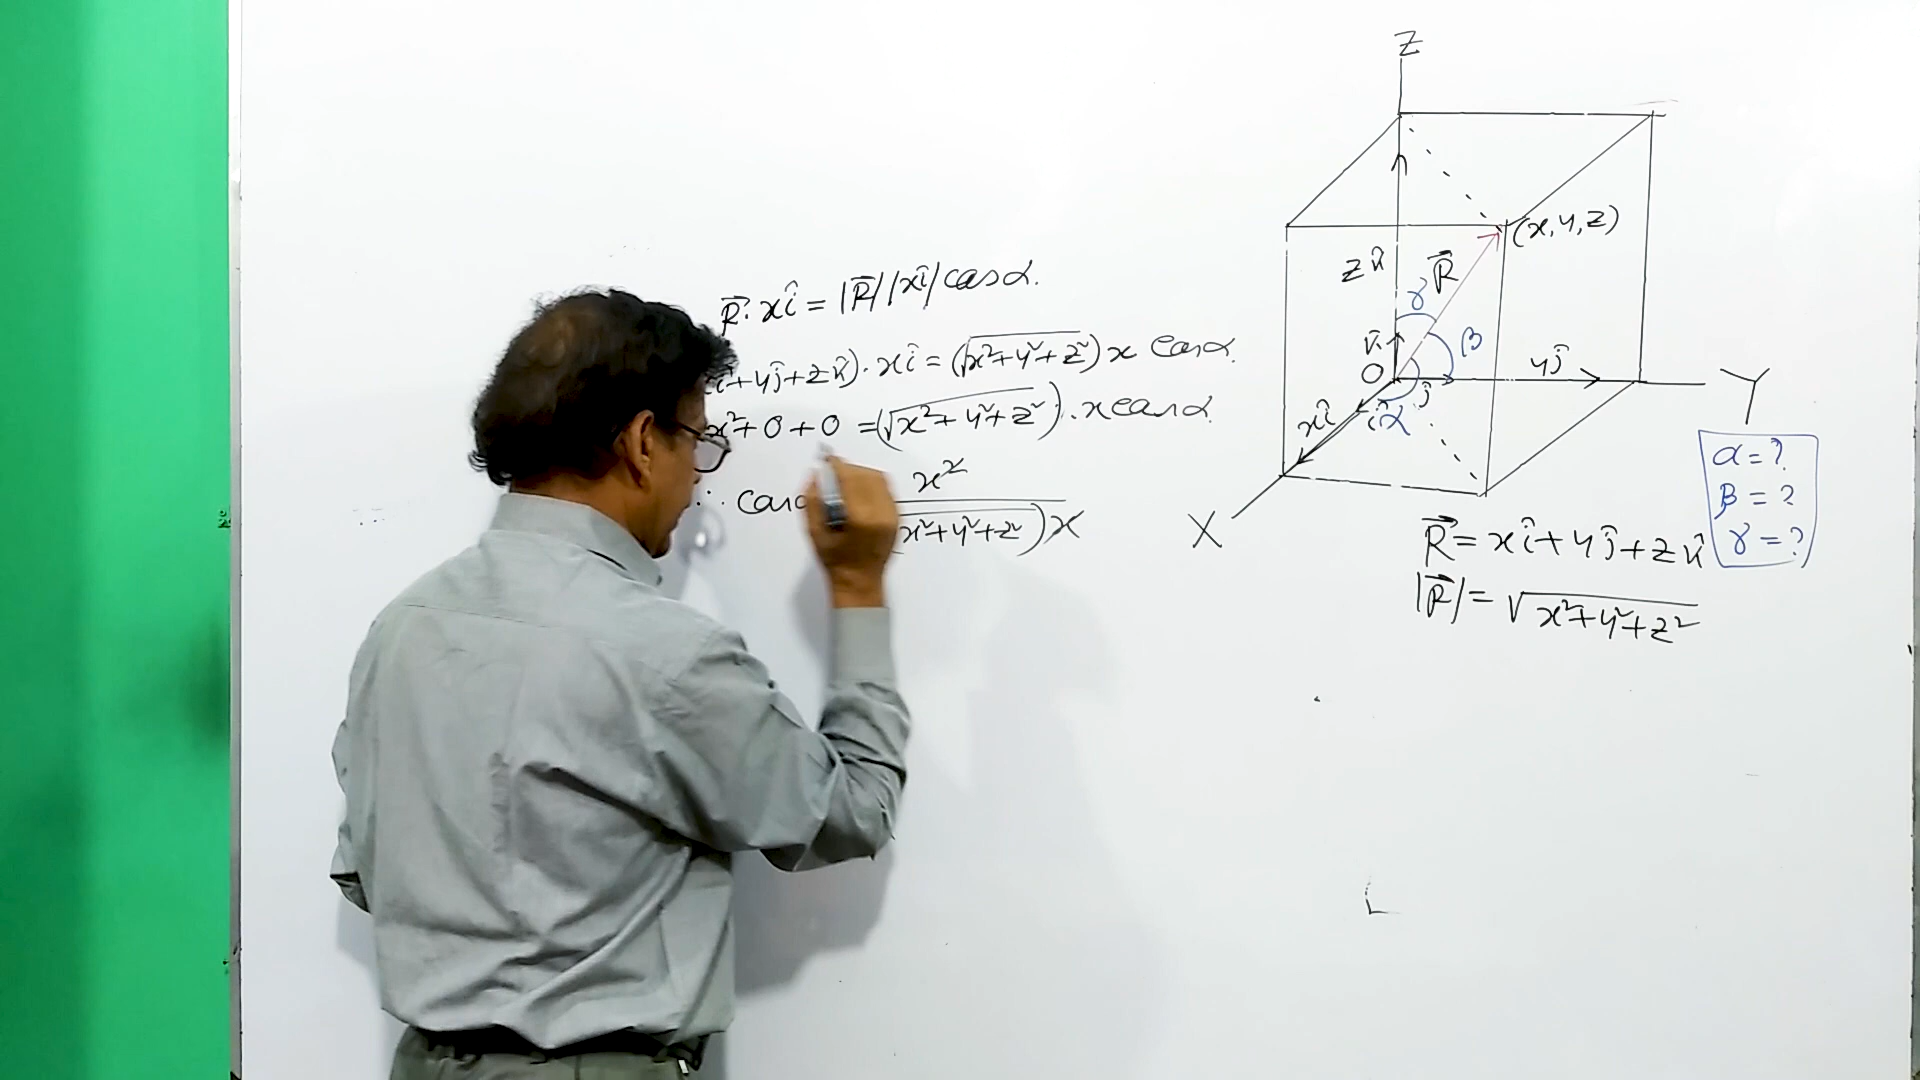 R⃗. xî = |R⃗||xî| cosα.
î+yĵ+zk̂). xî = (√x²+y²+z²) x cosα.
x²+0+0 = (√x²+y²+z²). x cosα.
∴ cosα
x²
(x²+y²+z²)x
Z
(x,y,z)
zk̂
R⃗
γ
β
k̂
O
yĵ
Y
ĵ
xî
î
α
X
α=?
β=?
γ=?
R⃗=xî+yĵ+zk̂
|R⃗|=√x²+y²+z²